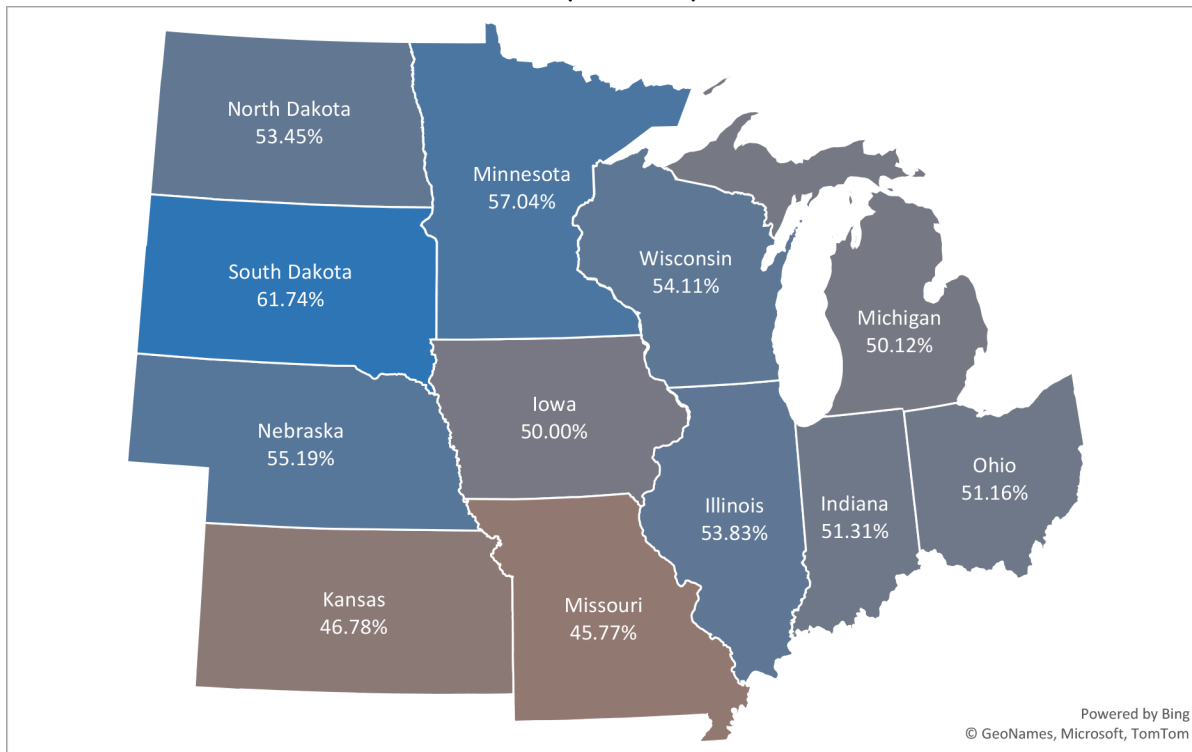 North Dakota
53.45%
Minnesota
57.04%
South Dakota
61.74%
Wisconsin
54.11%
Michigan
50.12%
Nebraska
55.19%
Iowa
50.00%
Illinois
53.83%
Indiana
51.31%
Ohio
51.16%
Kansas
46.78%
Missouri
45.77%
Powered by Bing
© GeoNames, Microsoft, TomTom